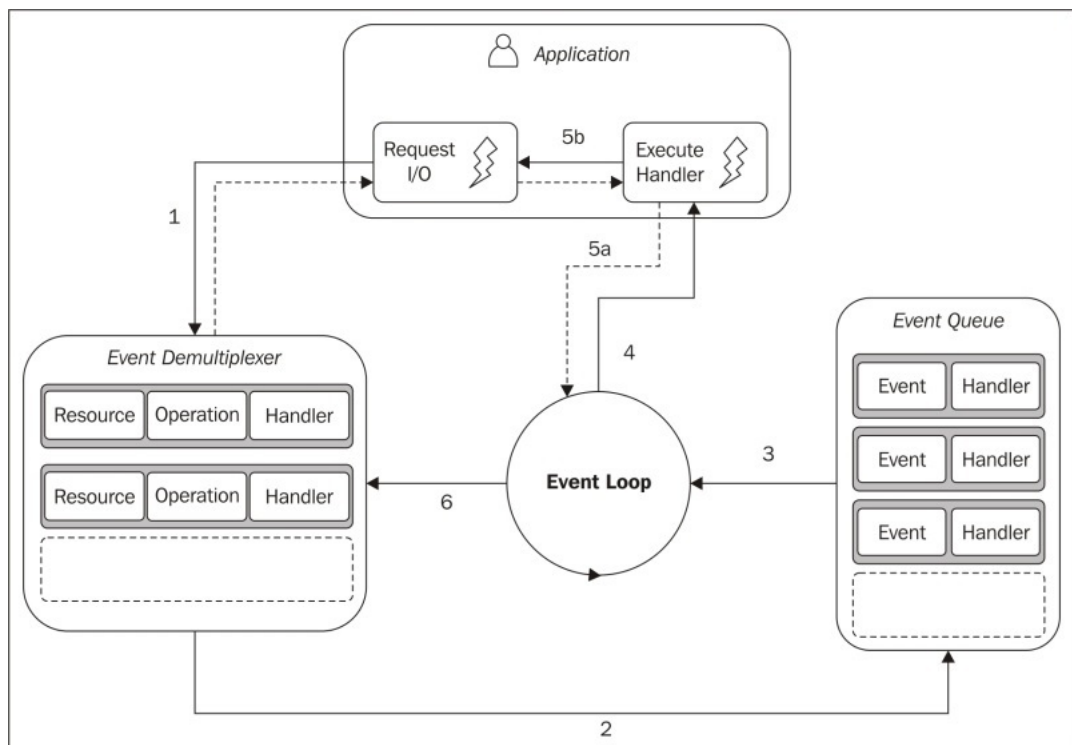 Application
Request
I/O
5b
Execute
Handler
1
5a
Event Demultiplexer
Resource Operation Handler
Resource Operation Handler
4
Event Queue
Event Handler
Event Handler
Event Handler
3
Event Loop
6
2